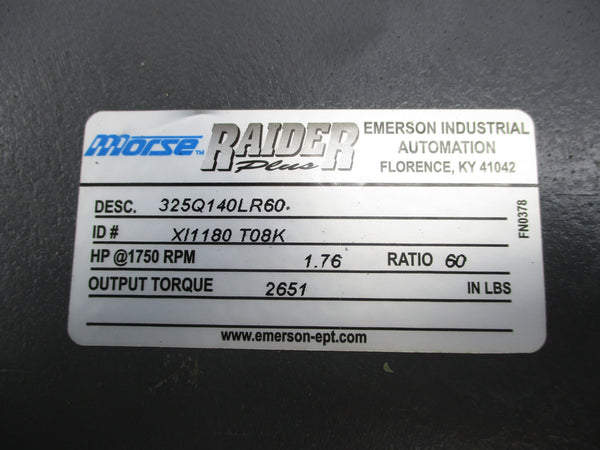 Morse™ RAIDER Plus
EMERSON INDUSTRIAL
AUTOMATION
FLORENCE, KY 41042
DESC. 325Q140LR60.
ID # XI1180 T08K
HP @1750 RPM 1.76 RATIO 60
OUTPUT TORQUE 2651 IN LBS
www.emerson-ept.com
FN0378